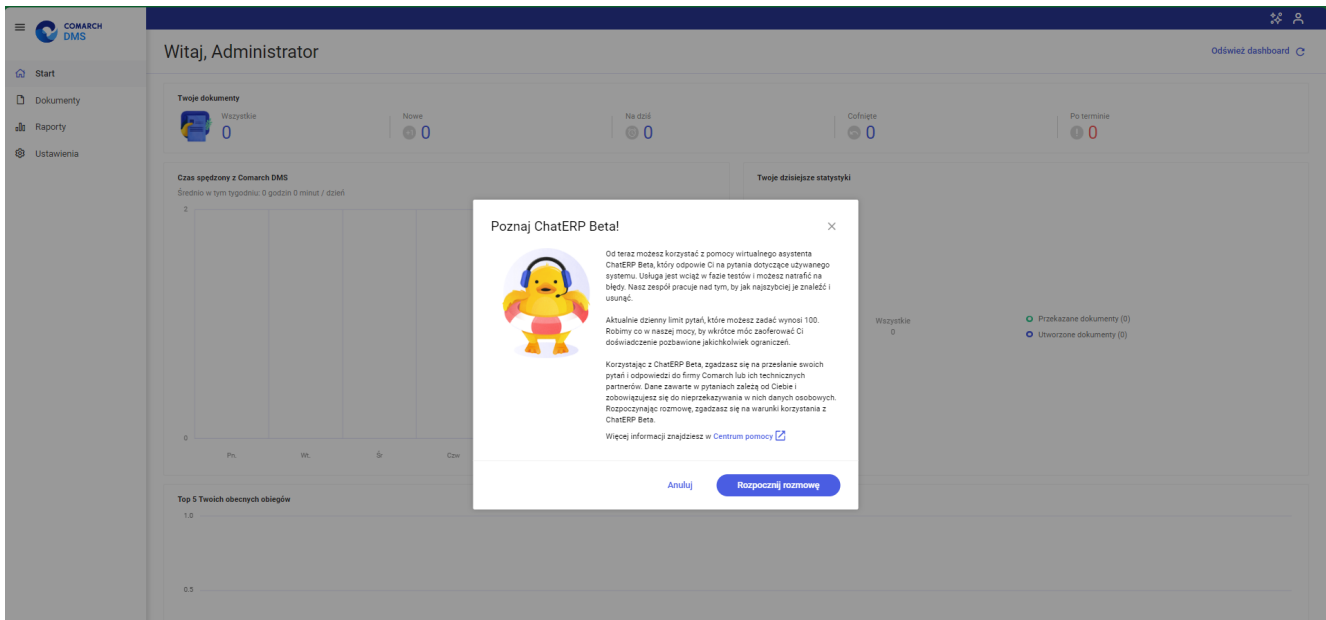 COMARCH
DMS
Start
Dokumenty
Raporty
Ustawienia
Witaj, Administrator
Odśwież dashboard
Twoje dokumenty
Wszystkie
0
Nowe
0
Na dziś
0
Cofnięte
0
Po terminie
0
Czas spędzony z Comarch DMS
Średnio w tym tygodniu: 0 godzin 0 minut / dzień
2
0
Pn.
Wt.
Śr
Czw
Twoje dzisiejsze statystyki
Wszystkie
0
Przekazane dokumenty (0)
Utworzone dokumenty (0)
Poznaj ChatERP Beta!
Od teraz możesz korzystać z pomocy wirtualnego asystenta
ChatERP Beta, który odpowie Ci na pytania dotyczące używanego
systemu. Usługa jest wciąż w fazie testów i możesz natrafić na
błędy. Nasz zespół pracuje nad tym, by jak najszybciej je znaleźć i
usunąć.
Aktualnie dzienny limit pytań, które możesz zadać wynosi 100.
Robimy co w naszej mocy, by wkrótce móc zaoferować Ci
doświadczenie pozbawione jakichkolwiek ograniczeń.
Korzystając z ChatERP Beta, zgadzasz się na przesłanie swoich
pytań i odpowiedzi do firmy Comarch lub ich technicznych
partnerów. Dane zawarte w pytaniach zależą od Ciebie i
zobowiązujesz się do nieprzekazywania w nich danych osobowych.
Rozpoczynając rozmowę, zgadzasz się na warunki korzystania z
ChatERP Beta.
Więcej informacji znajdziesz w Centrum pomocy
Anuluj
Rozpocznij rozmowę
Top 5 Twoich obecnych obiegów
1.0
0.5